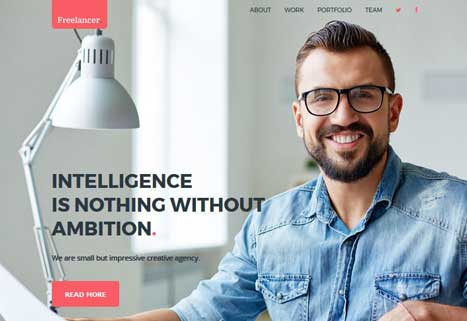 Freelancer
ABOUT WORK PORTFOLIO TEAM
INTELLIGENCE
IS NOTHING WITHOUT
AMBITION.
We are small but impressive creative agency.
READ MORE